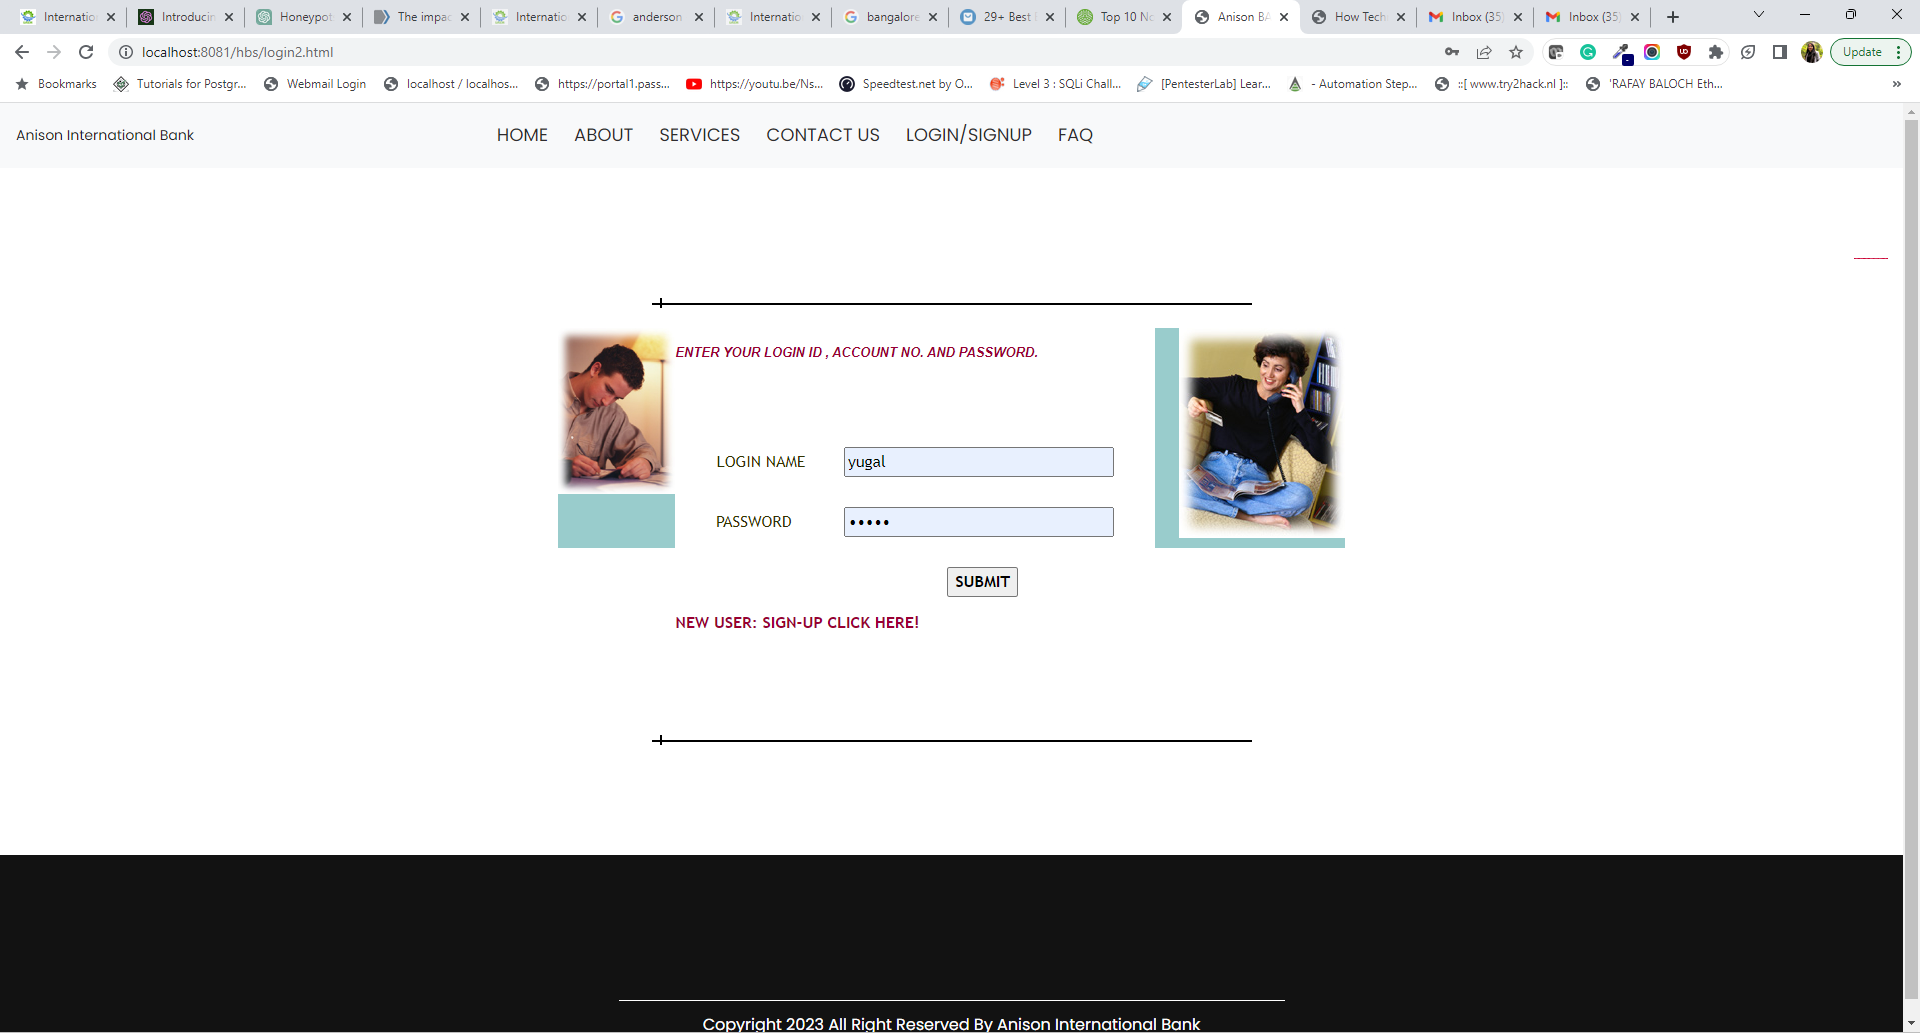 Internatio
Introducin
Honeypot
The impac
Internatio
anderson
Internatio
bangalore
29+ Best
Top 10 No
Anison BA
How Tech
Inbox (35)
Inbox (35)
localhost:8081/hbs/login2.html
Update
Bookmarks
Tutorials for Postgr...
Webmail Login
localhost / localhos...
https://portal1.pass...
https://youtu.be/Ns...
Speedtest.net by O...
Level 3 : SQLi Chall...
[PentesterLab] Lear...
- Automation Step...
::[ www.try2hack.nl ]::
'RAFAY BALOCH Eth...
»
Anison International Bank
HOME
ABOUT
SERVICES
CONTACT US
LOGIN/SIGNUP
FAQ
ENTER YOUR LOGIN ID , ACCOUNT NO. AND PASSWORD.
LOGIN NAME
yugal
PASSWORD
•••••
SUBMIT
NEW USER: SIGN-UP CLICK HERE!
Copyright 2023 All Right Reserved By Anison International Bank